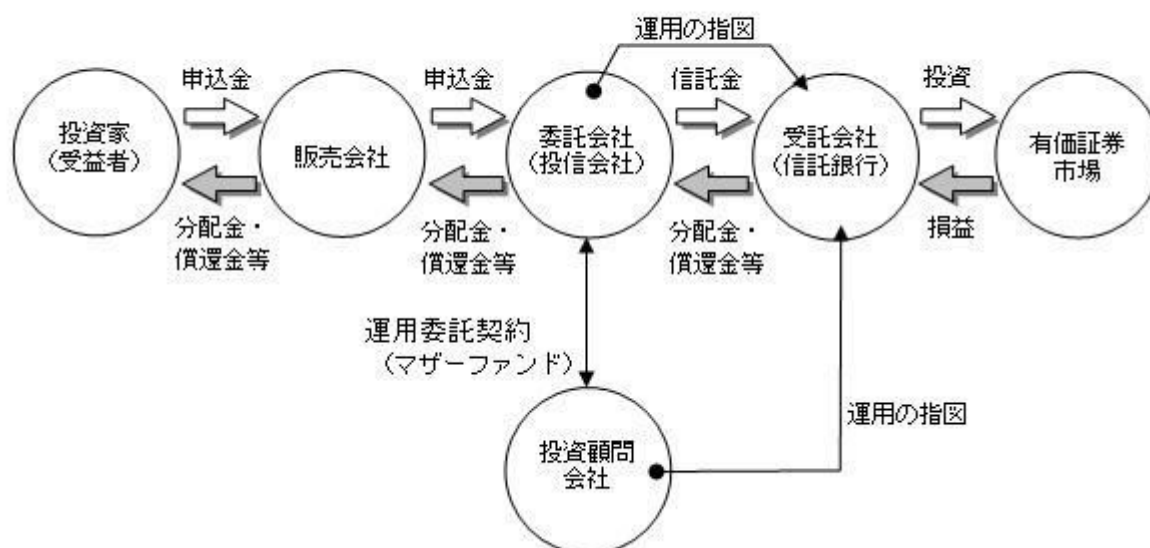 運用の指図
申込金
申込金
信託金
投資
投資家
（受益者）
販売会社
委託会社
（投信会社）
受託会社
（信託銀行）
有価証券
市場
分配金・
償還金等
分配金・
償還金等
分配金・
償還金等
損益
運用委託契約
（マザーファンド）
運用の指図
投資顧問
会社